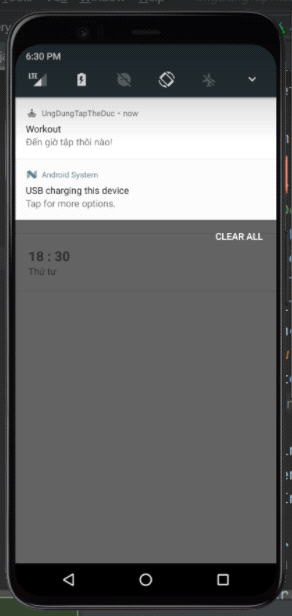 6:30 PM
LTE
UngDungTapTheDuc • now
Workout
Đến giờ tập thôi nào!
Android System
USB charging this device
Tap for more options.
CLEAR ALL
18 : 30
Thứ tư